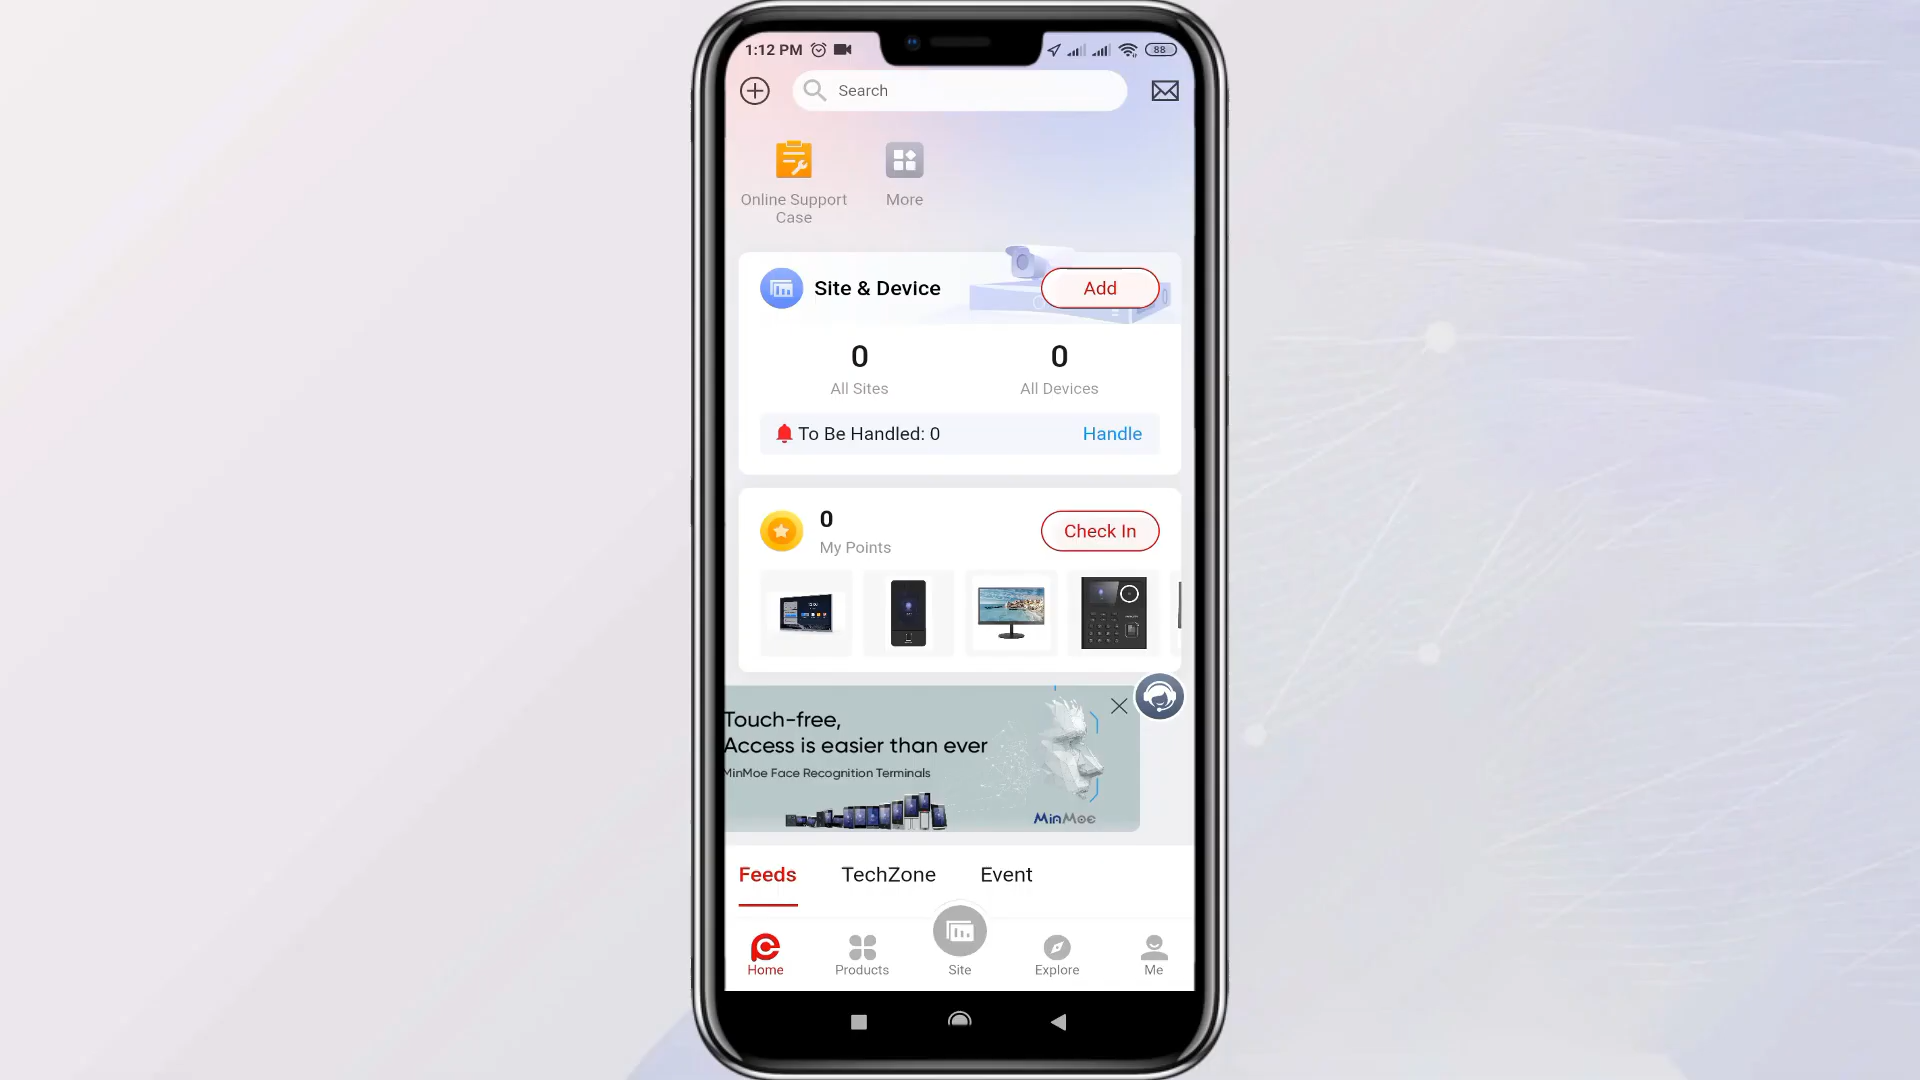 1:12 PM
88
Search
Online Support
Case
More
Site & Device
Add
0
0
All Sites
All Devices
To Be Handled: 0
Handle
0
My Points
Check In
Touch-free,
Access is easier than ever
MinMoe Face Recognition Terminals
MinMoe
Feeds
TechZone
Event
Home
Products
Site
Explore
Me